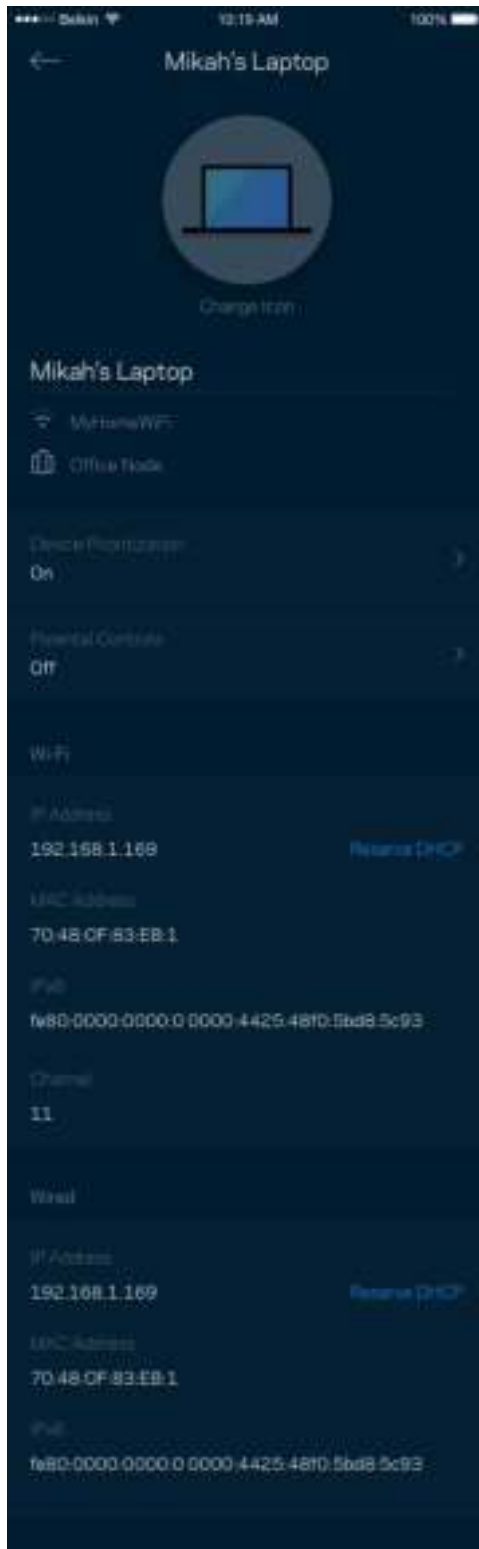 Belkin 10:19 AM 100%
Mikah's Laptop
Change Icon
Mikah's Laptop
MyHomeWiFi
Office Node
Device Prioritization
On
Parental Controls
Off
Wi-Fi
IP Address
192.168.1.169 Reserve DHCP
MAC Address
70:48:0F:83:EB:1
IPv6
fe80:0000:0000:0:0000:4425:48f0:5bd8:5c93
Channel
11
Wired
IP Address
192.168.1.169 Reserve DHCP
MAC Address
70:48:0F:83:EB:1
IPv6
fe80:0000:0000:0:0000:4425:48f0:5bd8:5c93